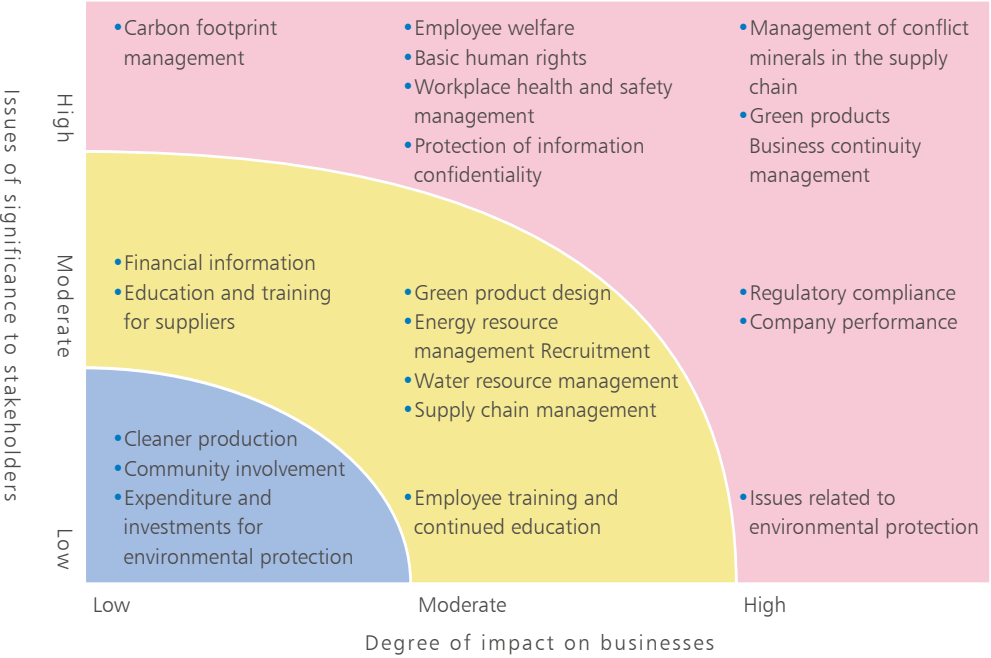 Issues of significance to stakeholders
High
Moderate
Low
•Carbon footprint
management
•Employee welfare
•Basic human rights
•Workplace health and safety
management
•Protection of information
confidentiality
•Management of conflict
minerals in the supply
chain
•Green products
Business continuity
management
•Financial information
•Education and training
for suppliers
•Green product design
•Energy resource
management Recruitment
•Water resource management
•Supply chain management
•Regulatory compliance
•Company performance
•Cleaner production
•Community involvement
•Expenditure and
investments for
environmental protection
•Employee training and
continued education
•Issues related to
environmental protection
Low
Moderate
High
Degree of impact on businesses